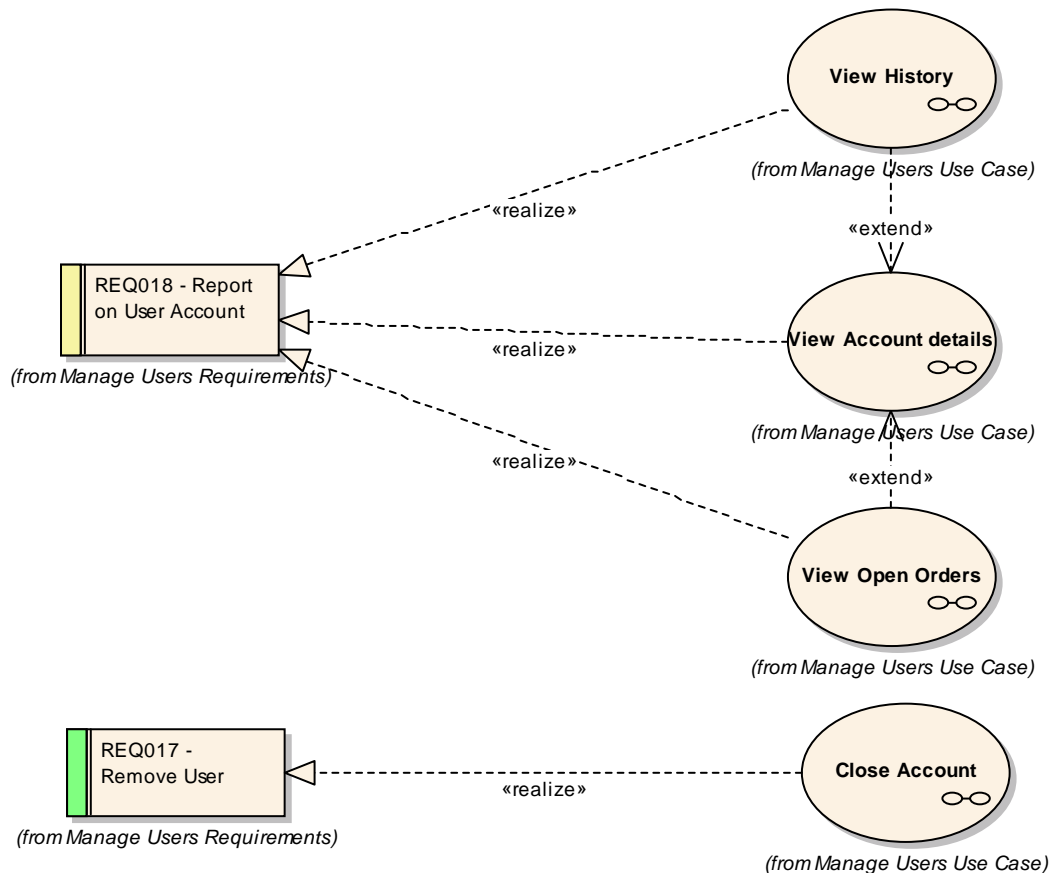 View History
(from Manage Users Use Case)
«realize»
«extend»
REQ018 - Report
on User Account
(from Manage Users Requirements)
«realize»
View Account details
(from Manage Users Use Case)
«realize»
«extend»
View Open Orders
(from Manage Users Use Case)
REQ017 -
Remove User
(from Manage Users Requirements)
«realize»
Close Account
(from Manage Users Use Case)